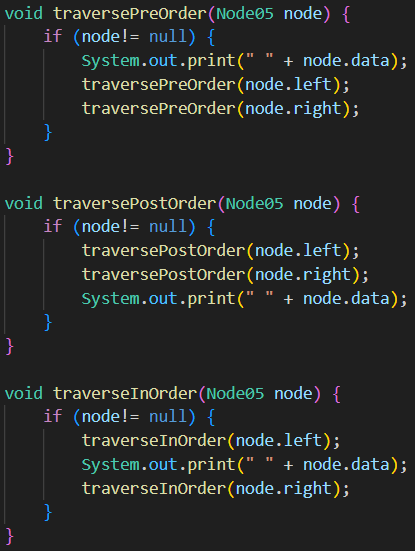 void traversePreOrder(Node05 node) {
    if (node!= null) {
        System.out.print(" " + node.data);
        traversePreOrder(node.left);
        traversePreOrder(node.right);
    }
}

void traversePostOrder(Node05 node) {
    if (node!= null) {
        traversePostOrder(node.left);
        traversePostOrder(node.right);
        System.out.print(" " + node.data);
    }
}

void traverseInOrder(Node05 node) {
    if (node!= null) {
        traverseInOrder(node.left);
        System.out.print(" " + node.data);
        traverseInOrder(node.right);
    }
}